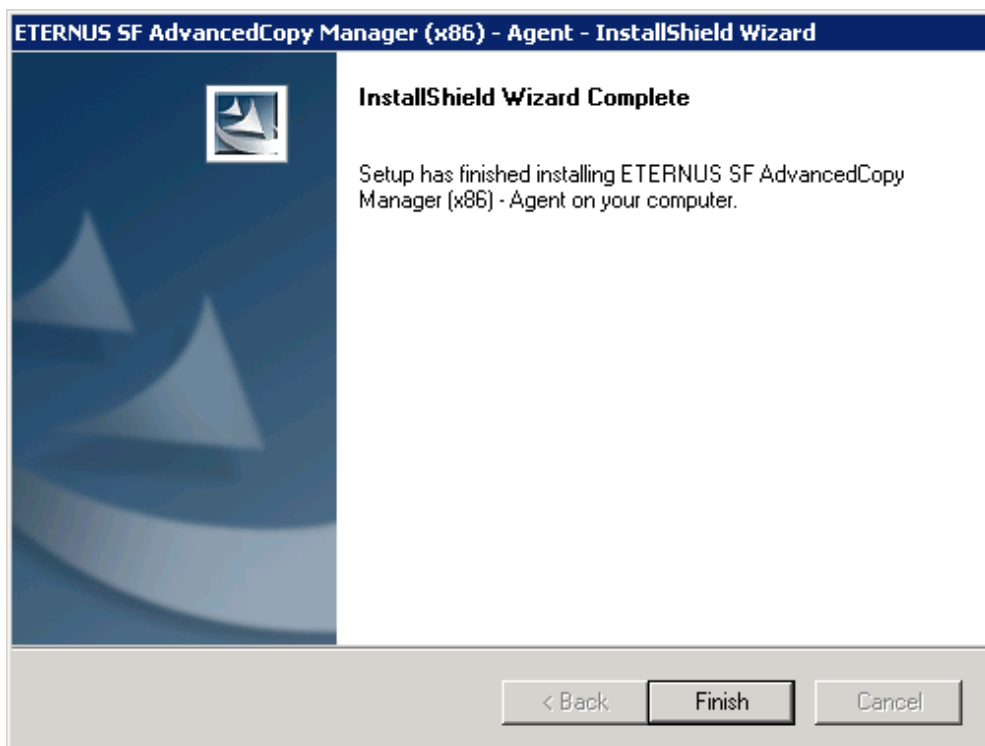 ETERNUS SF AdvancedCopy Manager (x86) - Agent - InstallShield Wizard
InstallShield Wizard Complete
Setup has finished installing ETERNUS SF AdvancedCopy
Manager (x86) - Agent on your computer.
< Back
Finish
Cancel